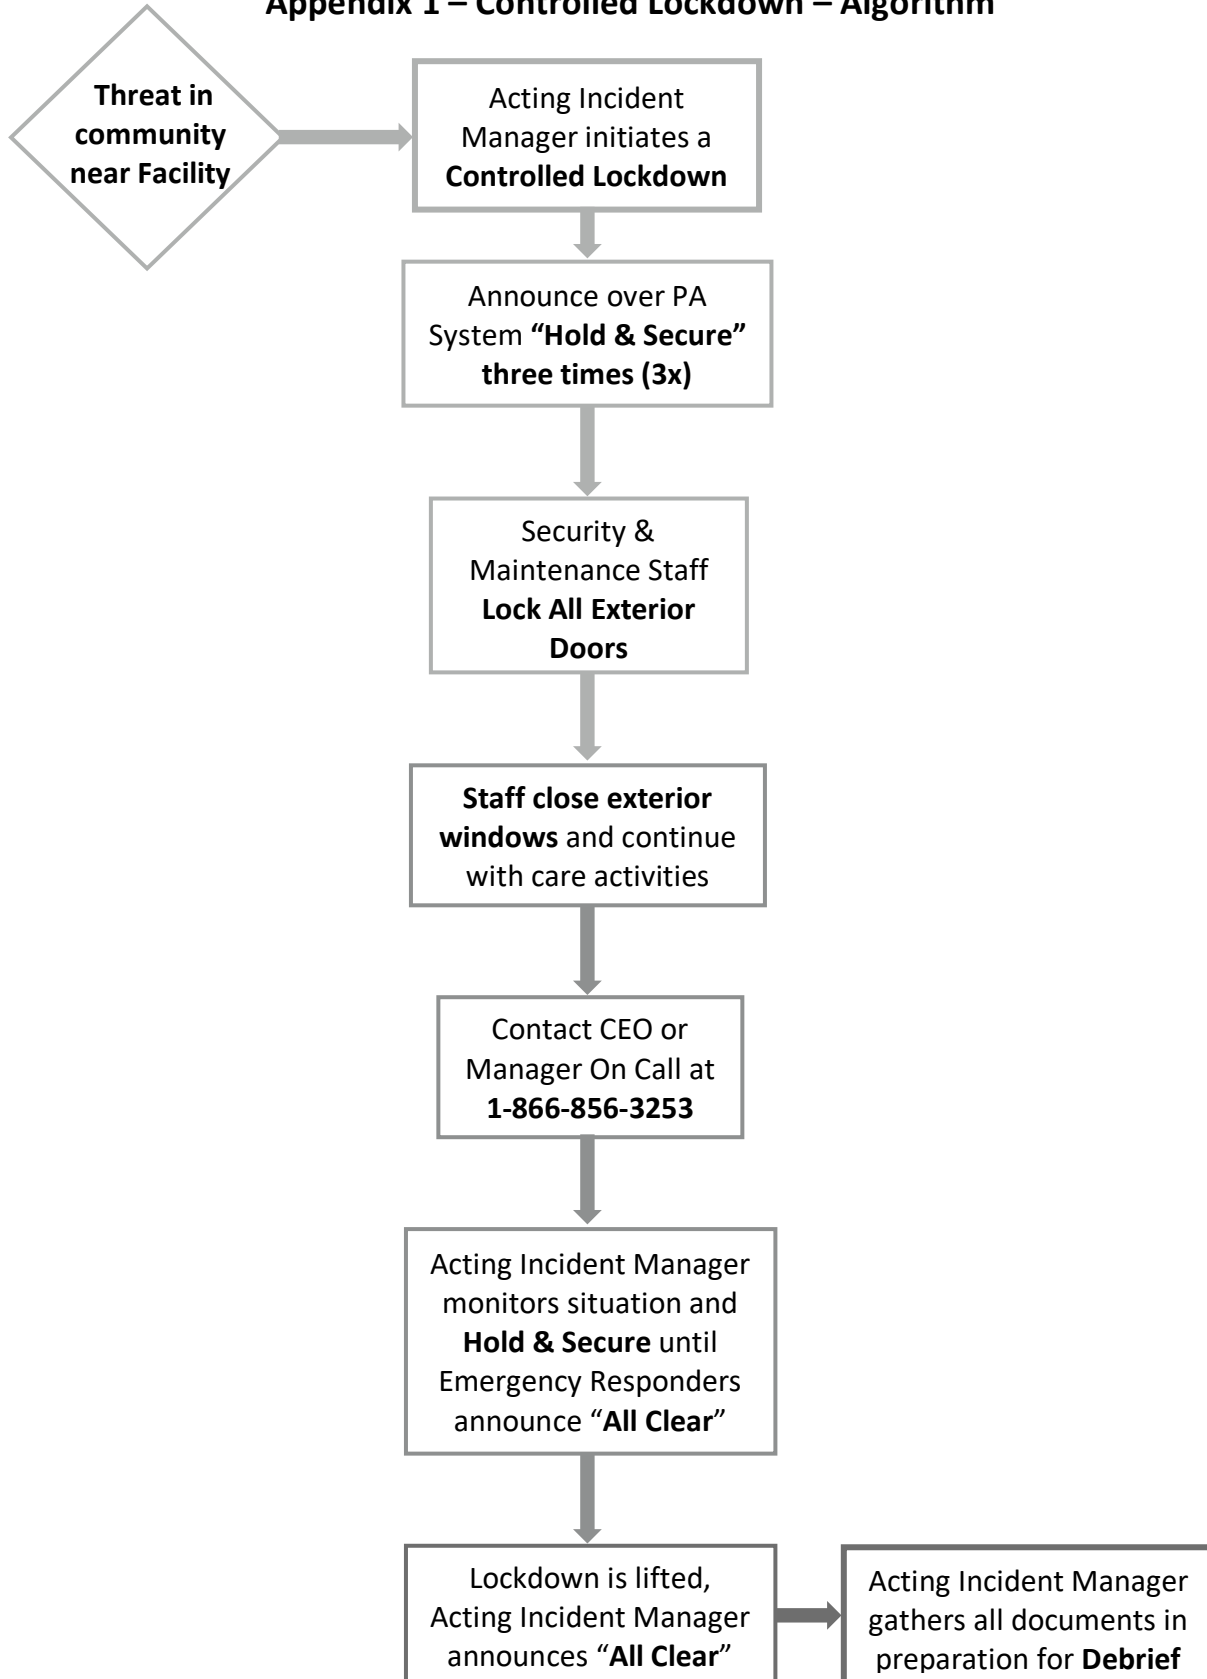 Appendix 1 – Controlled Lockdown – Algorithm
Threat in
community
near Facility
Acting Incident
Manager initiates a
Controlled Lockdown
Announce over PA
System “Hold & Secure”
three times (3x)
Security &
Maintenance Staff
Lock All Exterior
Doors
Staff close exterior
windows and continue
with care activities
Contact CEO or
Manager On Call at
1-866-856-3253
Acting Incident Manager
monitors situation and
Hold & Secure until
Emergency Responders
announce “All Clear”
Lockdown is lifted,
Acting Incident Manager
announces “All Clear”
Acting Incident Manager
gathers all documents in
preparation for Debrief